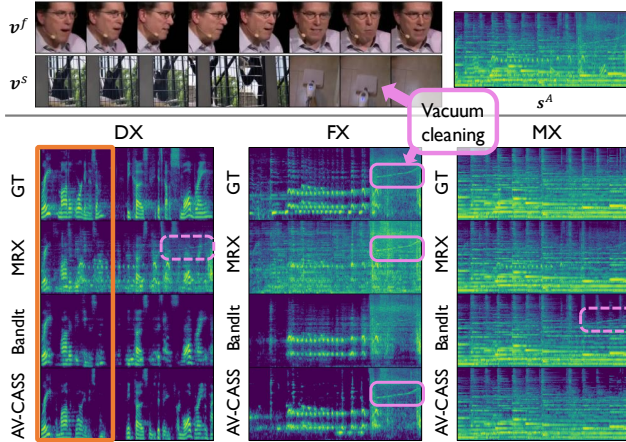 v^f
v^s
s^A
Vacuum
cleaning
DX
FX
MX
GT
GT
GT
MRX
MRX
MRX
BandIt
BandIt
BandIt
AV-CASS
AV-CASS
AV-CASS